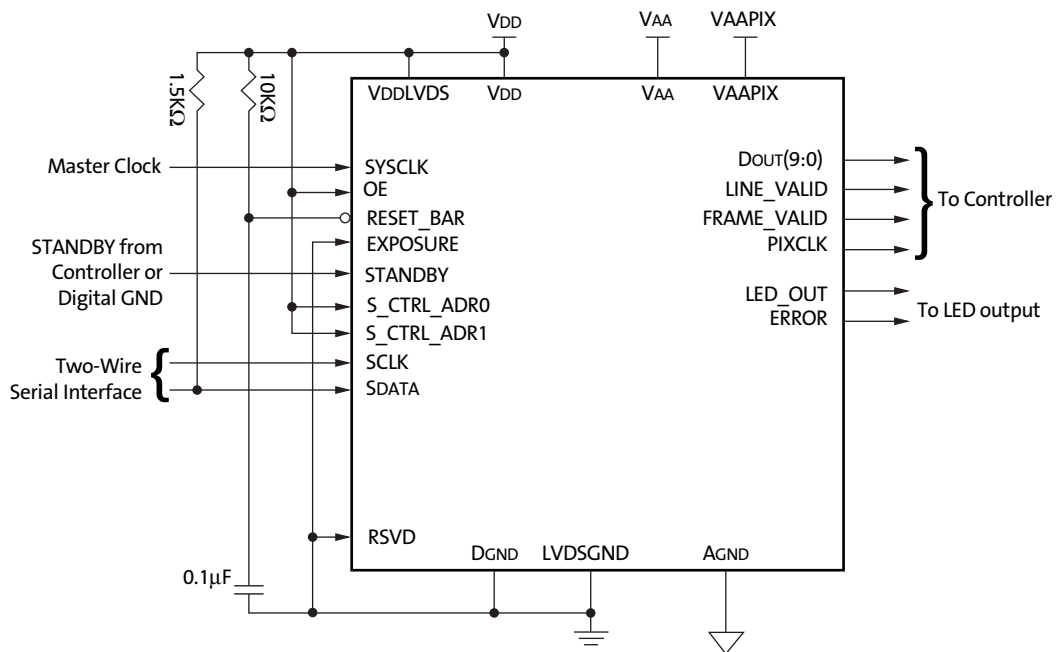 VDD
VAA
VAAPIX
1.5KΩ
10KΩ
VDDLVDS
VDD
VAA
VAAPIX
Master Clock
SYSCLK
OE
RESET_BAR
EXPOSURE
STANDBY from
Controller or
Digital GND
STANDBY
S_CTRL_ADR0
S_CTRL_ADR1
Two-Wire
Serial Interface
SCLK
SDATA
RSVD
DOUT(9:0)
LINE_VALID
FRAME_VALID
PIXCLK
To Controller
LED_OUT
ERROR
To LED output
DGND
LVDSGND
AGND
0.1µF